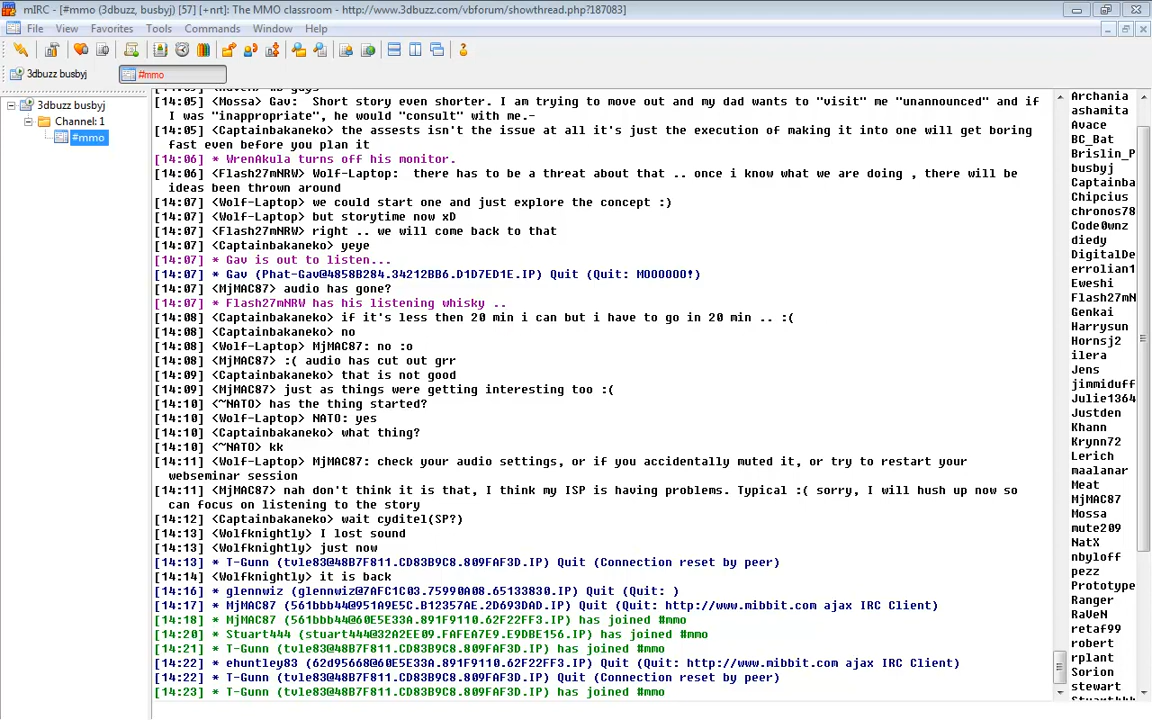 mIRC - [#mmo (3dbuzz, busbyj) [57] [+nrt]: The MMO classroom - http://www.3dbuzz.com/vbforum/showthread.php?187083]
File View Favorites Tools Commands Window Help
3dbuzz busbyj #mmo
3dbuzz busbyj
Channel: 1
#mmo
[14:05] <Mossa> Gav: Short story even shorter. I am trying to move out and my dad wants to "visit" me "unannounced" and if
I was "inappropriate", he would "consult" with me.-
[14:05] <Captainbakaneko> the assests isn't the issue at all it's just the execution of making it into one will get boring
fast even before you plan it
[14:06] * WrenAkula turns off his monitor.
[14:06] <Flash27mNRW> Wolf-Laptop: there has to be a threat about that .. once i know what we are doing , there will be
ideas been thrown around
[14:07] <Wolf-Laptop> we could start one and just explore the concept :)
[14:07] <Wolf-Laptop> but storytime now xD
[14:07] <Flash27mNRW> right .. we will come back to that
[14:07] <Captainbakaneko> yeye
[14:07] * Gav is out to listen...
[14:07] * Gav (Phat-Gav@4858B284.34212BB6.D1D7ED1E.IP) Quit (Quit: MOOOOOO!)
[14:07] <MjMAC87> audio has gone?
[14:07] * Flash27mNRW has his listening whisky ..
[14:08] <Captainbakaneko> if it's less then 20 min i can but i have to go in 20 min .. :(
[14:08] <Captainbakaneko> no
[14:08] <Wolf-Laptop> MjMAC87: no :o
[14:08] <MjMAC87> :( audio has cut out grr
[14:09] <Captainbakaneko> that is not good
[14:09] <MjMAC87> just as things were getting interesting too :(
[14:10] <~NATO> has the thing started?
[14:10] <Wolf-Laptop> NATO: yes
[14:10] <Captainbakaneko> what thing?
[14:10] <~NATO> kk
[14:11] <Wolf-Laptop> MjMAC87: check your audio settings, or if you accidentally muted it, or try to restart your
webseminar session
[14:11] <MjMAC87> nah don't think it is that, I think my ISP is having problems. Typical :( sorry, I will hush up now so
can focus on listening to the story
[14:12] <Captainbakaneko> wait cyditel(SP?)
[14:13] <Wolfknightly> I lost sound
[14:13] <Wolfknightly> just now
[14:13] * T-Gunn (tvle83@48B7F811.CD83B9C8.809FAF3D.IP) Quit (Connection reset by peer)
[14:14] <Wolfknightly> it is back
[14:16] * glennwiz (glennwiz@7AFC1C03.75990A08.65133830.IP) Quit (Quit: )
[14:17] * MjMAC87 (561bbb44@951A9E5C.B12357AE.2D693DAD.IP) Quit (Quit: http://www.mibbit.com ajax IRC Client)
[14:18] * MjMAC87 (561bbb44@60E5E33A.891F9110.62F22FF3.IP) has joined #mmo
[14:20] * Stuart444 (stuart444@32A2EE09.FAFEA7E9.E9DBE156.IP) has joined #mmo
[14:21] * T-Gunn (tvle83@48B7F811.CD83B9C8.809FAF3D.IP) has joined #mmo
[14:22] * ehuntley83 (62d95668@60E5E33A.891F9110.62F22FF3.IP) Quit (Quit: http://www.mibbit.com ajax IRC Client)
[14:22] * T-Gunn (tvle83@48B7F811.CD83B9C8.809FAF3D.IP) Quit (Connection reset by peer)
[14:23] * T-Gunn (tvle83@48B7F811.CD83B9C8.809FAF3D.IP) has joined #mmo
Archania
ashamita
Avace
BC_Bat
Brislin_P
busbyj
Captainba
Chipcius
chronos78
Code0wnz
diedy
DigitalDe
errolian1
Eweshi
Flash27mN
Genkai
Harrysun
Hornsj2
ilera
Jens
jimmiduff
Julie1364
Justden
Khann
Krynn72
Lerich
maalanar
Meat
MjMAC87
Mossa
mute209
NatX
nbyloff
pezz
Prototype
Ranger
RaVeN
retaf99
robert
rplant
Sorion
stewart